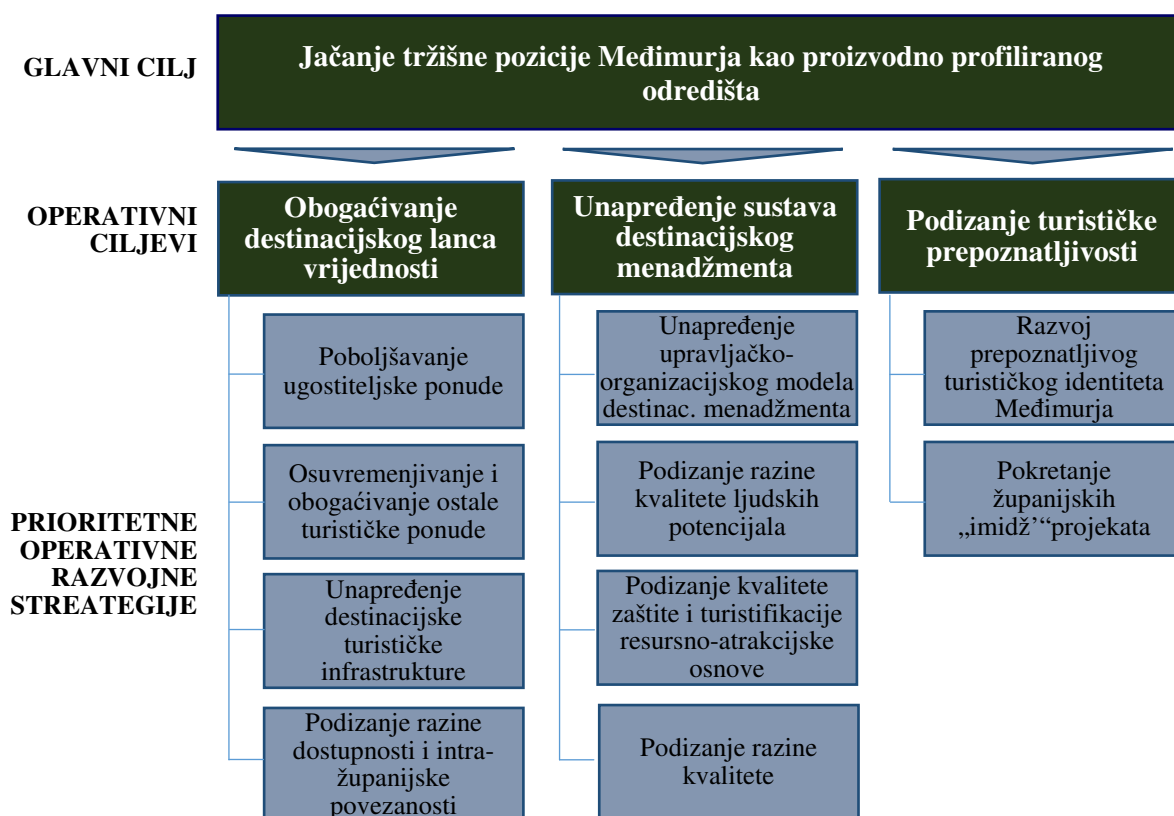 GLAVNI CILJ
Jačanje tržišne pozicije Međimurja kao proizvodno profiliranog
odredišta
OPERATIVNI
CILJEVI
Obogaćivanje
destinacijskog lanca
vrijednosti
Unapređenje sustava
destinacijskog
menadžmenta
Podizanje turističke
prepoznatljivosti
PRIORITETNE
OPERATIVNE
RAZVOJNE
STREATEGIJE
Poboljšavanje
ugostiteljske ponude
Osuvremenjivanje i
obogaćivanje ostale
turističke ponude
Unapređenje
destinacijske
turističke
infrastrukture
Podizanje razine
dostupnosti i intra-
županijske
povezanosti
Unapređenje
upravljačko-
organizacijskog modela
destinac. menadžmenta
Podizanje razine
kvalitete ljudskih
potencijala
Podizanje kvalitete
zaštite i turistifikacije
resursno-atrakcijske
osnove
Podizanje razine
kvalitete
Razvoj
prepoznatljivog
turističkog identiteta
Međimurja
Pokretanje
županijskih
„imidž’“projekata